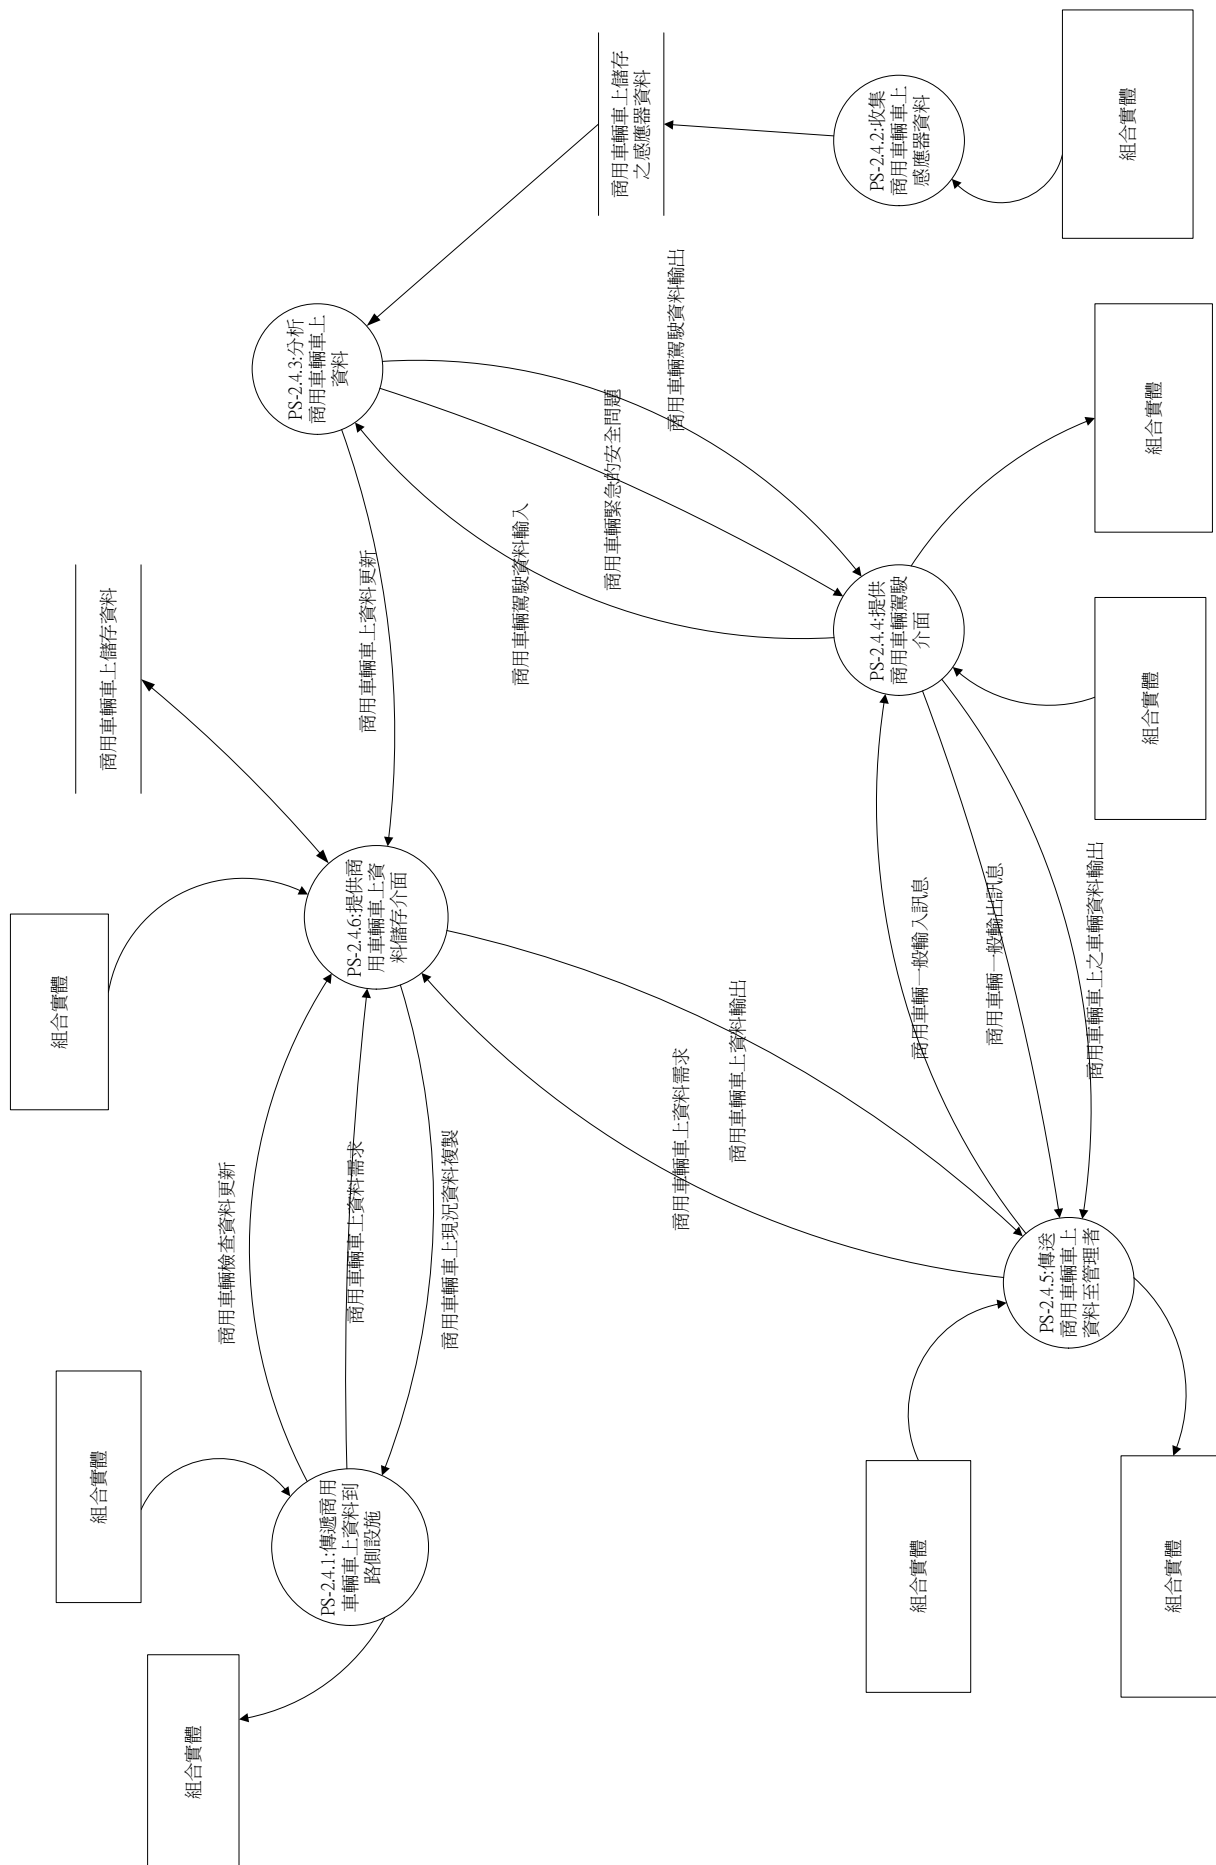 組合實體
PS-2.4.2:收集
商用車輛車上
感應器資料
商用車輛車上儲存
之感應器資料
PS-2.4.3:分析
商用車輛車上
資料
商用車輛駕駛資料輸出
商用車輛緊急的安全問題
商用車輛駕駛資料輸入
商用車輛車上資料更新
組合實體
組合實體
PS-2.4.4:提供
商用車輛駕駛
介面
商用車輛車上儲存資料
PS-2.4.6:提供商
用車輛車上資
料儲存介面
組合實體
商用車輛一般輸入訊息
商用車輛一般輸出訊息
商用車輛車上之車輛資料輸出
商用車輛車上資料需求
商用車輛車上資料輸出
商用車輛檢查資料更新
商用車輛車上資料需求
商用車輛車上現況資料複製
PS-2.4.5:傳送
商用車輛車上
資料至管理者
組合實體
PS-2.4.1:傳遞商用
車輛車上資料到
路側設施
組合實體
組合實體
組合實體